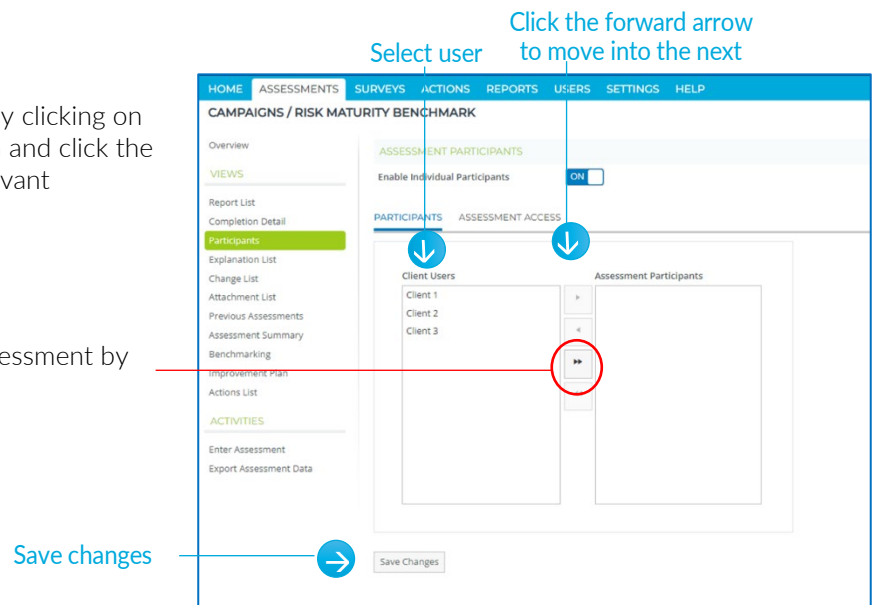 Click the forward arrow
Select user to move into the next
y clicking on
and click the
vant
essment by
Save changes
HOME ASSESSMENTS SURVEYS ACTIONS REPORTS USERS SETTINGS HELP
CAMPAIGNS / RISK MATURITY BENCHMARK
Overview
VIEWS
Report List
Completion Detail
Participants
Explanation List
Change List
Attachment List
Previous Assessments
Assessment Summary
Benchmarking
Improvement Plan
Actions List
ACTIVITIES
Enter Assessment
Export Assessment Data
ASSESSMENT PARTICIPANTS
Enable Individual Participants ON
PARTICIPANTS ASSESSMENT ACCESS
Client Users Assessment Participants
Client 1
Client 2
Client 3
Save Changes